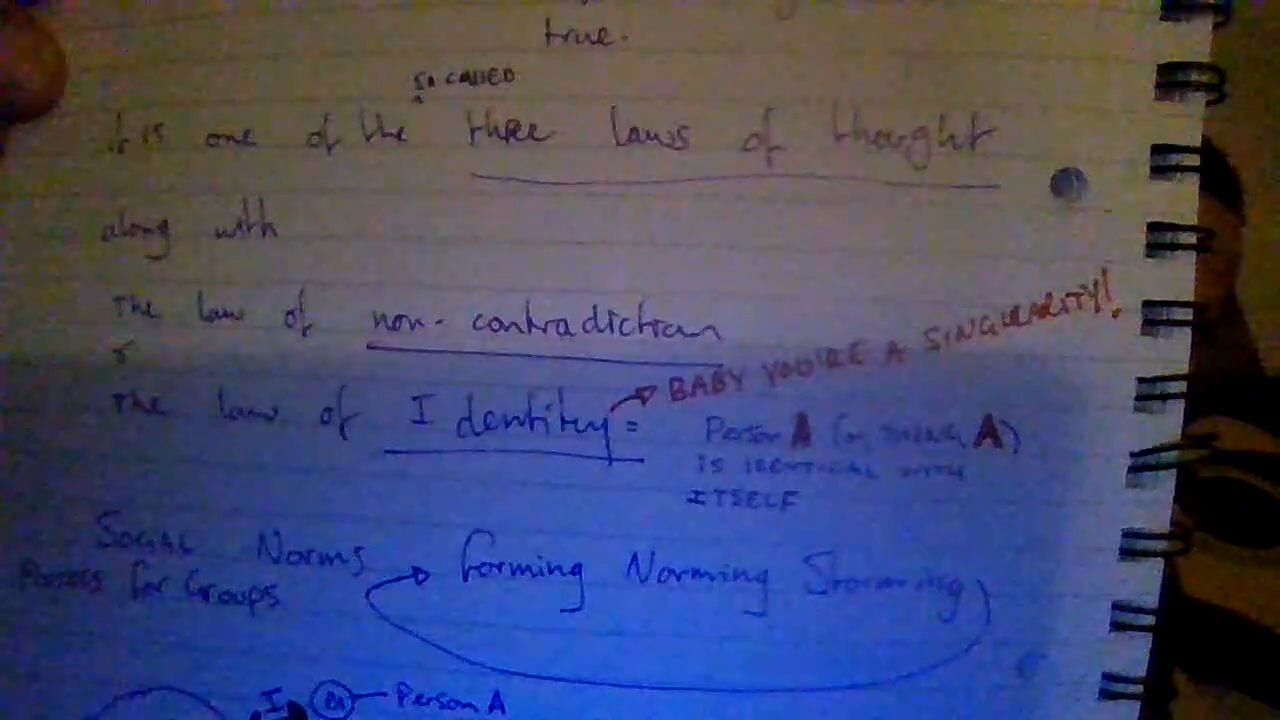 true.
SO CALLED
it is one of the three laws of thought
along with
The law of non-contradiction
&
The law of Identity =
BABY YOU'RE A SINGULARITY!
Person A (or THING A)
IS IDENTICAL WITH
ITSELF
Social Norms
for Groups
forming Norming Storming
I
Person A